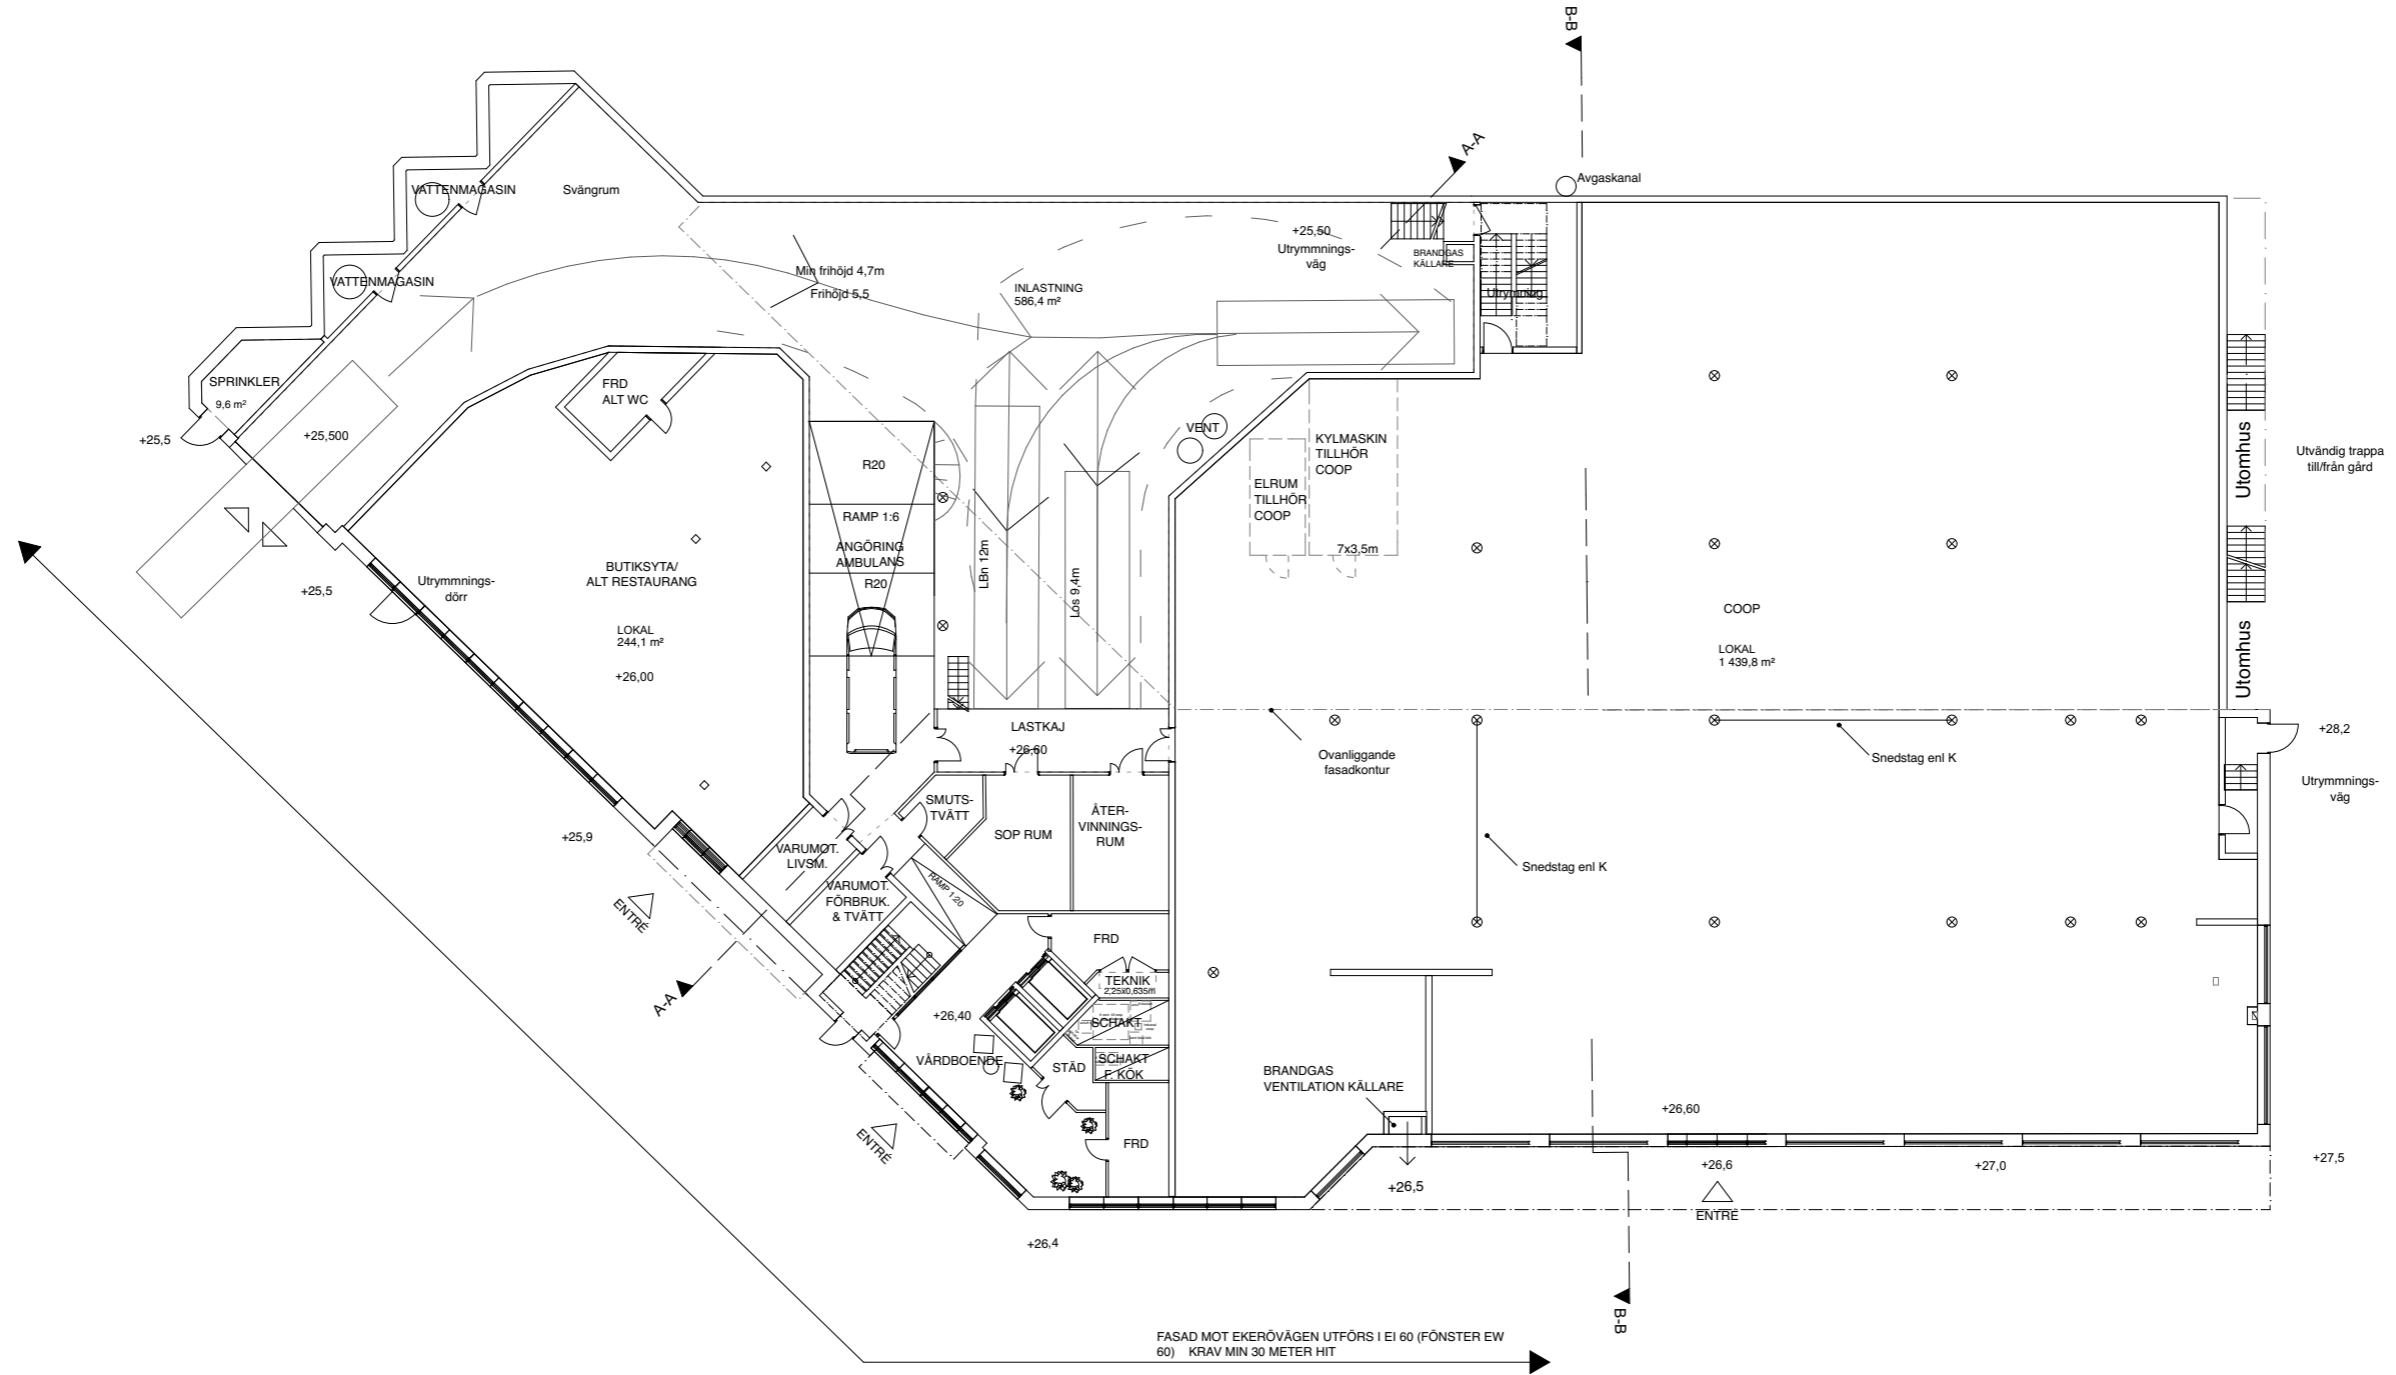 B-B
A-A
Avgaskanal
VATTENMAGASIN
Svängrum
+25,50
Utrymmnings-
väg
BRANDGAS
KÄLLARE
Min frihöjd 4,7m
Frihöjd 5,5
VATTENMAGASIN
INLASTNING
586,4 m²
Utrymning
SPRINKLER
9,6 m²
FRD
ALT WC
+25,5
+25,500
VENT
KYLMASKIN
TILLHÖR
COOP
ELRUM
TILLHÖR
COOP
7x3,5m
R20
RAMP 1:6
ANGÖRING
AMBULANS
R20
LBn 12m
Los 9,4m
Utomhus
Utvändig trappa
till/från gård
BUTIKSYTA/
ALT RESTAURANG
Utrymmnings-
dörr
+25,5
LOKAL
244,1 m²
+26,00
COOP
LOKAL
1 439,8 m²
Utomhus
LASTKAJ
+26,60
Ovanliggande
fasadkontur
Snedstag enl K
+28,2
Utrymmnings-
väg
SMUTS-
TVÄTT
SOP RUM
ÅTER-
VINNINGS-
RUM
+25,9
VARUMOT.
LIVSM.
VARUMOT.
FÖRBRUK.
& TVÄTT
RAMP 1:20
Snedstag enl K
ENTRÉ
A-A
FRD
TEKNIK
2,25x0,635m
SCHAKT
+26,40
VÅRDBOENDE
STÄD
SCHAKT
F. KÖK
BRANDGAS
VENTILATION KÄLLARE
FRD
ENTRÉ
+26,60
+26,6
+27,0
+27,5
+26,5
ENTRE
+26,4
B-B
FASAD MOT EKERÖVÄGEN UTFÖRS I EI 60 (FÖNSTER EW
60) KRAV MIN 30 METER HIT